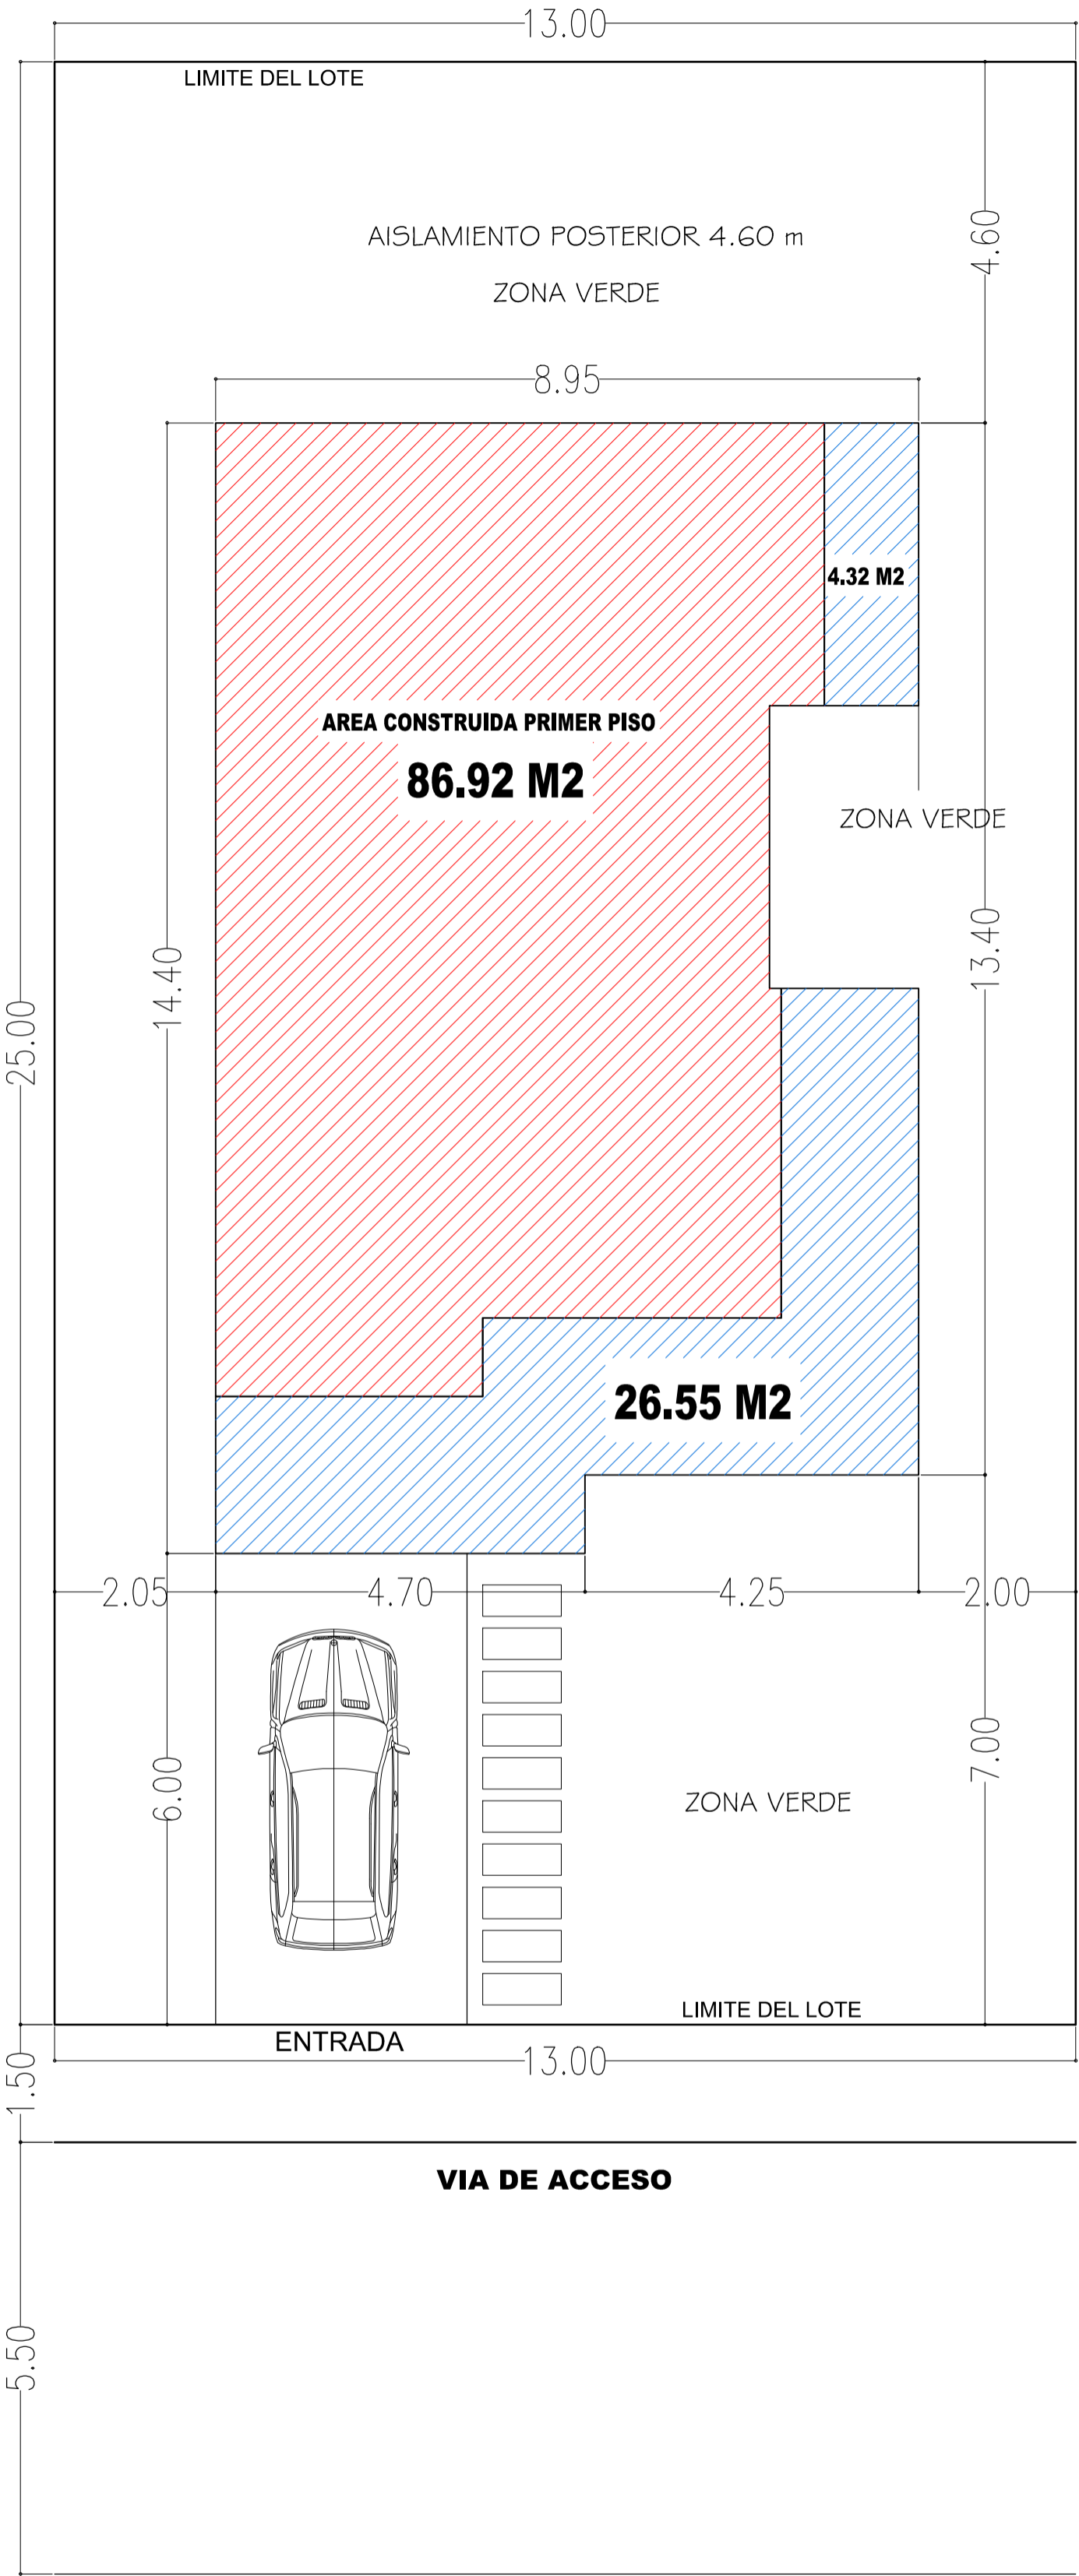 13.00
LIMITE DEL LOTE
AISLAMIENTO POSTERIOR 4.60 m
4.60
ZONA VERDE
8.95
4.32 M2
AREA CONSTRUIDA PRIMER PISO
86.92 M2
ZONA VERDE
13.40
14.40
25.00
26.55 M2
2.05
4.70
4.25
2.00
7.00
6.00
ZONA VERDE
LIMITE DEL LOTE
ENTRADA
13.00
1.50
VIA DE ACCESO
5.50